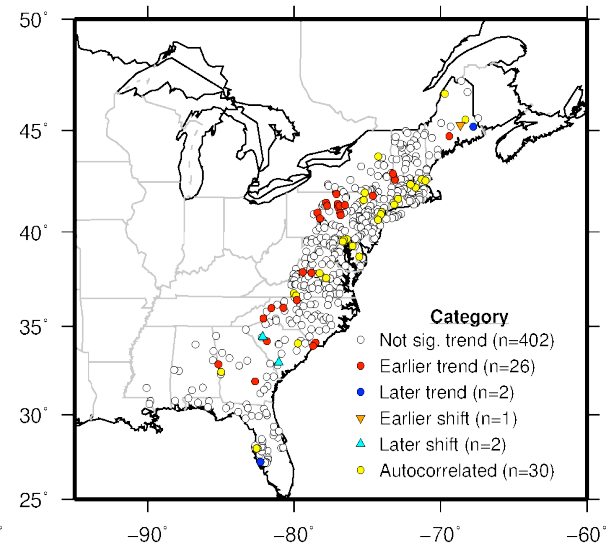 50°
45°
40°
35°
30°
25°
Category
Not sig. trend (n=402)
Earlier trend (n=26)
Later trend (n=2)
Earlier shift (n=1)
Later shift (n=2)
Autocorrelated (n=30)
−90° −80° −70° −60°